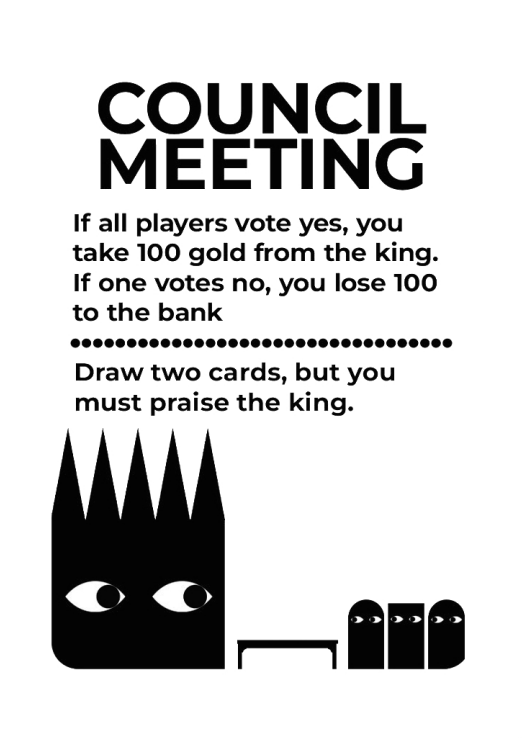 COUNCIL
MEETING
If all players vote yes, you
take 100 gold from the king.
If one votes no, you lose 100
to the bank
Draw two cards, but you
must praise the king.